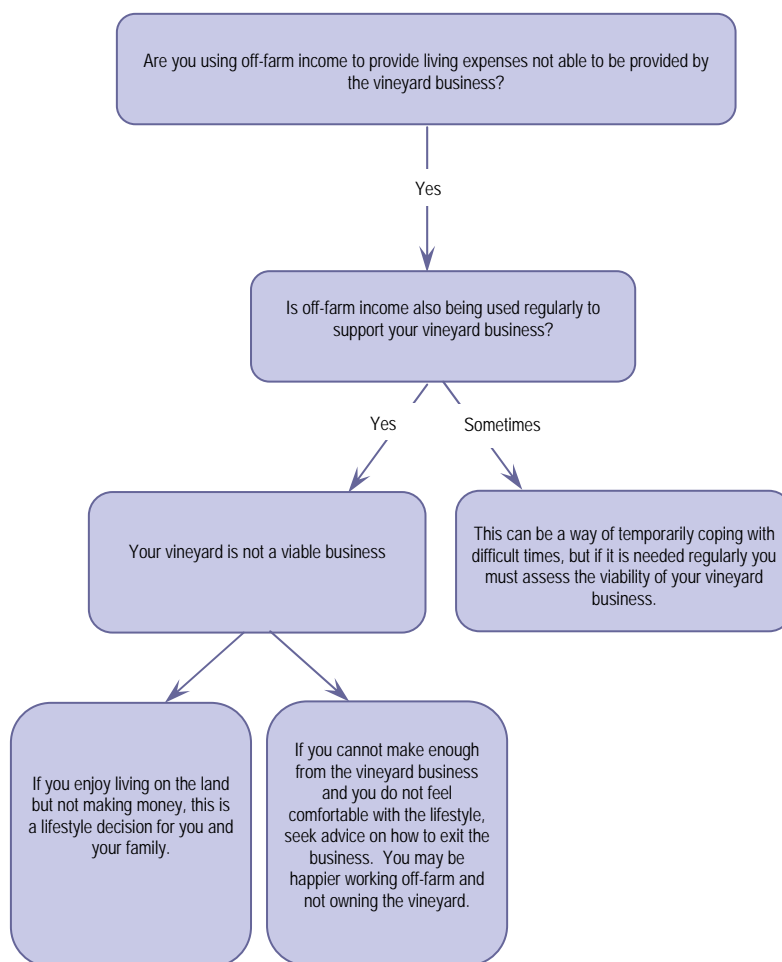 Are you using off-farm income to provide living expenses not able to be provided by
the vineyard business?
Yes
Is off-farm income also being used regularly to
support your vineyard business?
Yes
Sometimes
Your vineyard is not a viable business
This can be a way of temporarily coping with
difficult times, but if it is needed regularly you
must assess the viability of your vineyard
business.
If you enjoy living on the land
but not making money, this is
a lifestyle decision for you and
your family.
If you cannot make enough
from the vineyard business
and you do not feel
comfortable with the lifestyle,
seek advice on how to exit the
business.  You may be
happier working off-farm and
not owning the vineyard.